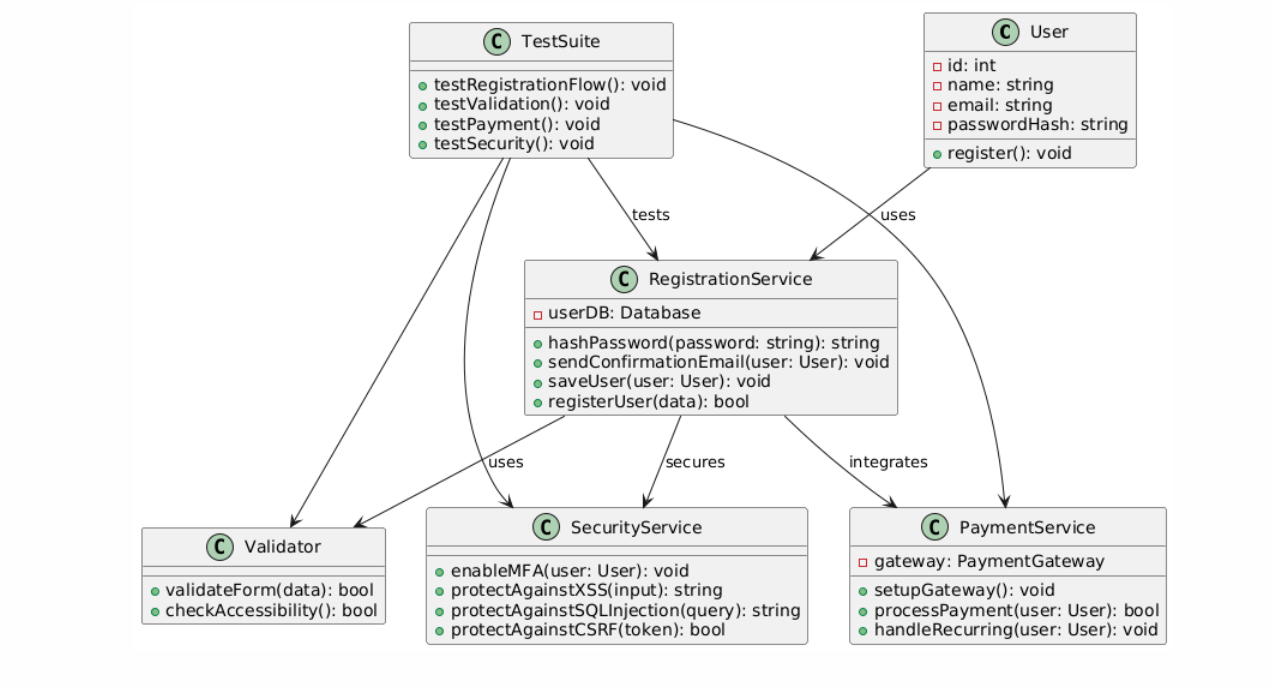 C TestSuite
testRegistrationFlow(): void
testValidation(): void
testPayment(): void
testSecurity(): void
C User
id: int
name: string
email: string
passwordHash: string
register(): void
tests
uses
C RegistrationService
userDB: Database
hashPassword(password: string): string
sendConfirmationEmail(user: User): void
saveUser(user: User): void
registerUser(data): bool
uses
secures
integrates
C Validator
validateForm(data): bool
checkAccessibility(): bool
C SecurityService
enableMFA(user: User): void
protectAgainstXSS(input): string
protectAgainstSQLInjection(query): string
protectAgainstCSRF(token): bool
C PaymentService
gateway: PaymentGateway
setupGateway(): void
processPayment(user: User): bool
handleRecurring(user: User): void